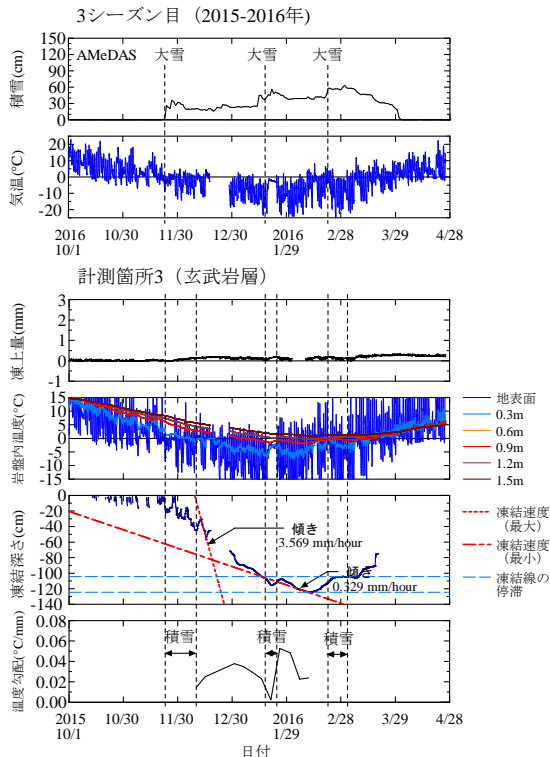 3シーズン目 (2015-2016年)
150
120
90
60
30
0
積雪(cm)
AMeDAS
大雪
大雪
大雪
20
10
0
-10
-20
気温(°C)
2016
10/1
10/30
11/30
12/30
2016
1/29
2/28
3/29
4/28
計測箇所3（玄武岩層）
3
2
1
0
-1
凍上量(mm)
15
10
5
0
-5
-10
-15
岩盤内温度(°C)
地表面
0.3m
0.6m
0.9m
1.2m
1.5m
0
-20
-40
-60
-80
-100
-120
-140
凍結深さ(cm)
傾き
3.569 mm/hour
傾き
0.329 mm/hour
凍結速度
（最大）
凍結速度
（最小）
凍結線の
停滞
0.08
0.06
0.04
0.02
0.00
温度勾配(°C/mm)
積雪
積雪
積雪
2015
10/1
10/30
11/30
12/30
2016
1/29
2/28
3/29
4/28
日付